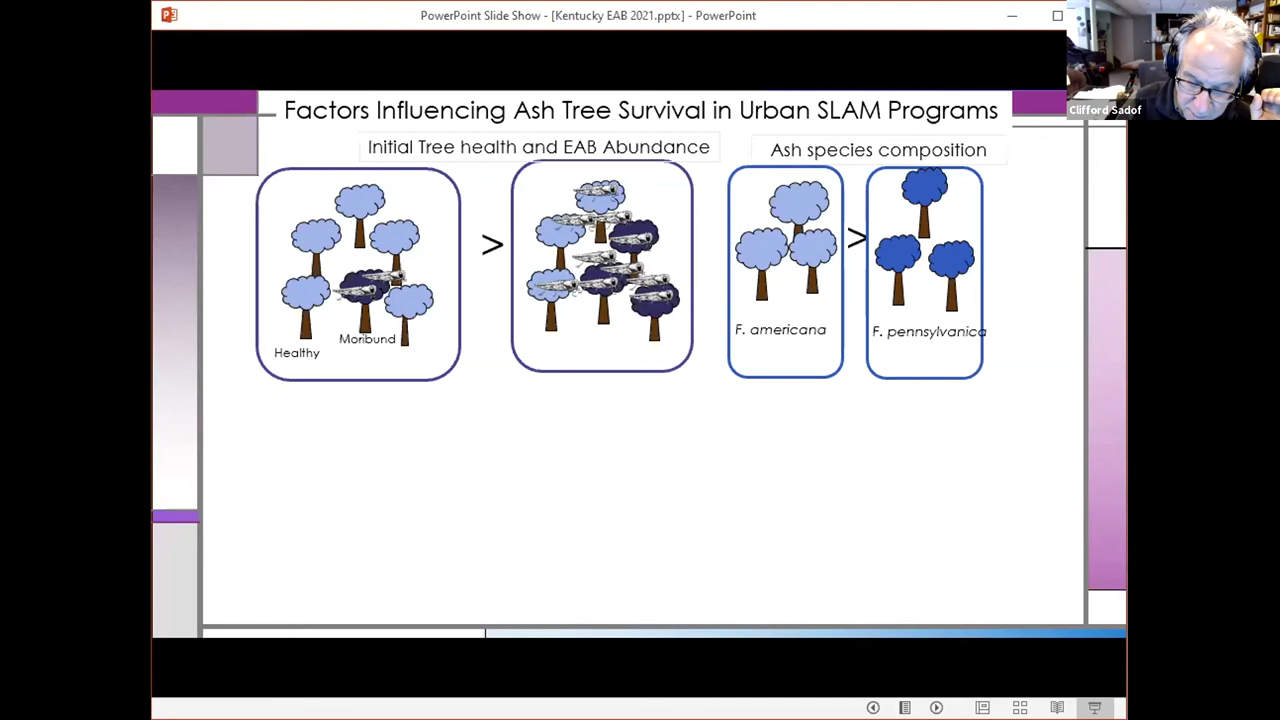 PowerPoint Slide Show - [Kentucky EAB 2021.pptx] - PowerPoint
Clifford Sadof
Factors Influencing Ash Tree Survival in Urban SLAM Programs
Initial Tree health and EAB Abundance
Ash species composition
>
>
Healthy
Moribund
F. americana
F. pennsylvanica